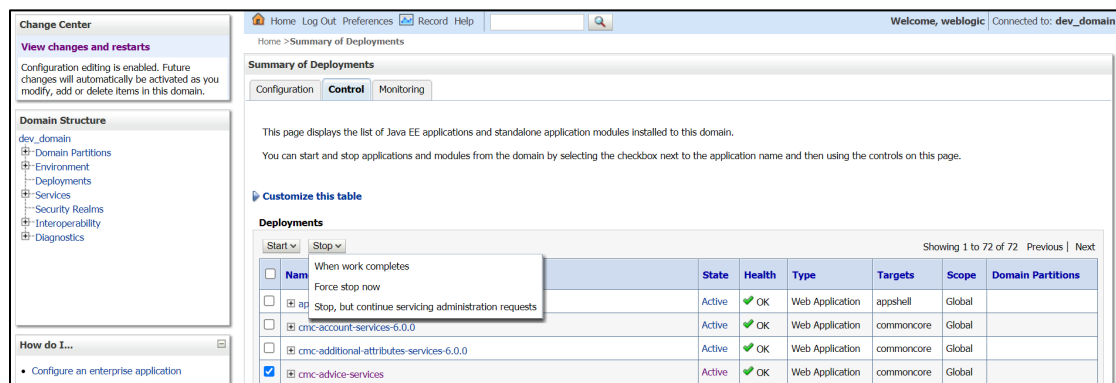 Change Center
View changes and restarts
Configuration editing is enabled. Future
changes will automatically be activated as you
modify, add or delete items in this domain.
Domain Structure
dev_domain
Domain Partitions
Environment
Deployments
Services
Security Realms
Interoperability
Diagnostics
How do I...
Configure an enterprise application
Home Log Out Preferences Record Help
Welcome, weblogic Connected to: dev_domain
Home >Summary of Deployments
Summary of Deployments
Configuration Control Monitoring
This page displays the list of Java EE applications and standalone application modules installed to this domain.
You can start and stop applications and modules from the domain by selecting the checkbox next to the application name and then using the controls on this page.
Customize this table
Deployments
Start Stop Showing 1 to 72 of 72 Previous | Next
When work completes
Force stop now
Stop, but continue servicing administration requests
State Health Type Targets Scope Domain Partitions
Active OK Web Application appshell Global
cmc-account-services-6.0.0 Active OK Web Application commoncore Global
cmc-additional-attributes-services-6.0.0 Active OK Web Application commoncore Global
cmc-advice-services Active OK Web Application commoncore Global